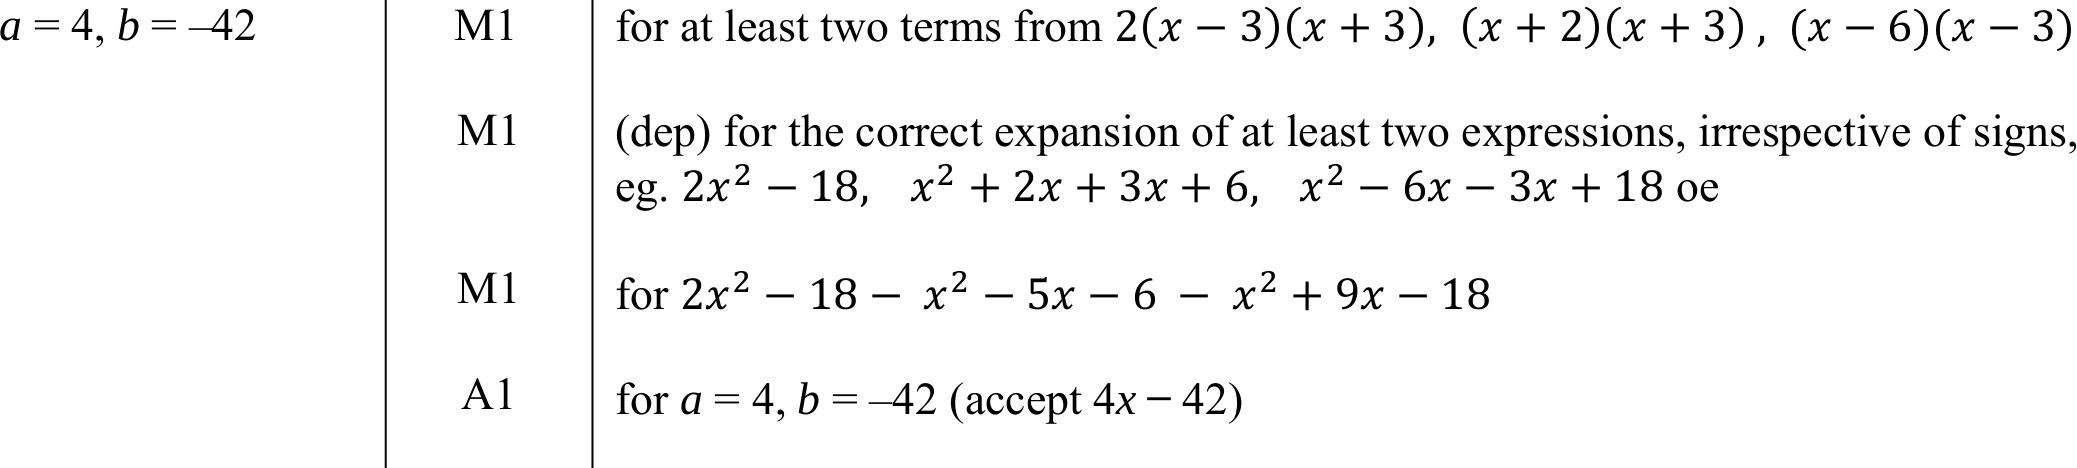 a = 4, b = –42 M1 for at least two terms from 2(x − 3)(x + 3), (x + 2)(x + 3) , (x − 6)(x − 3)
M1 (dep) for the correct expansion of at least two expressions, irrespective of signs,
eg. 2x² − 18, x² + 2x + 3x + 6, x² − 6x − 3x + 18 oe
M1 for 2x² − 18 − x² − 5x − 6 − x² + 9x − 18
A1 for a = 4, b = –42 (accept 4x − 42)